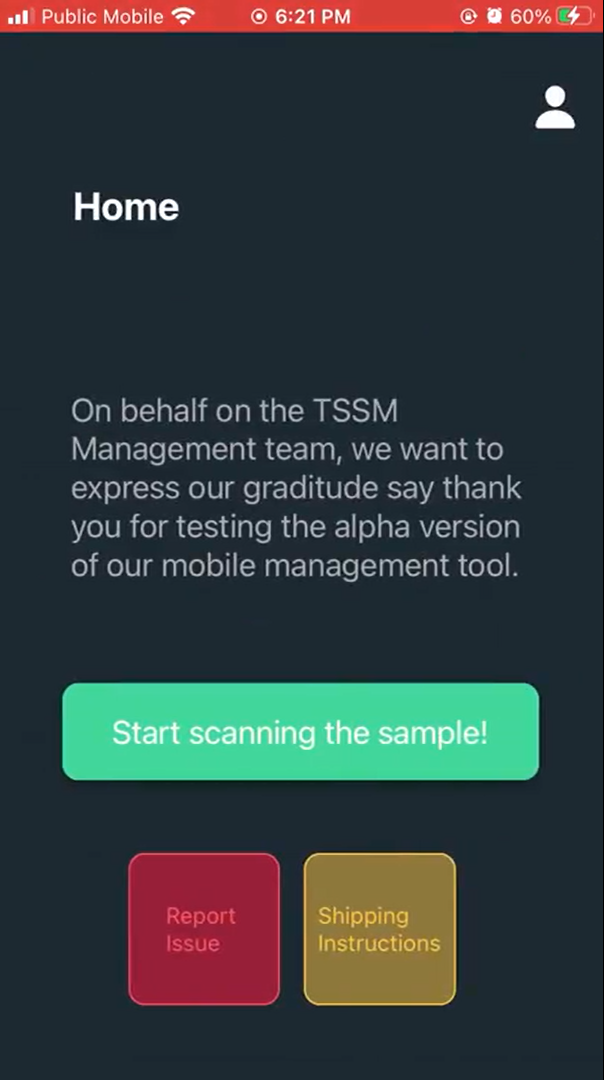 Public Mobile 6:21 PM 60%
Home
On behalf on the TSSM
Management team, we want to
express our graditude say thank
you for testing the alpha version
of our mobile management tool.
Start scanning the sample!
Report
Issue
Shipping
Instructions